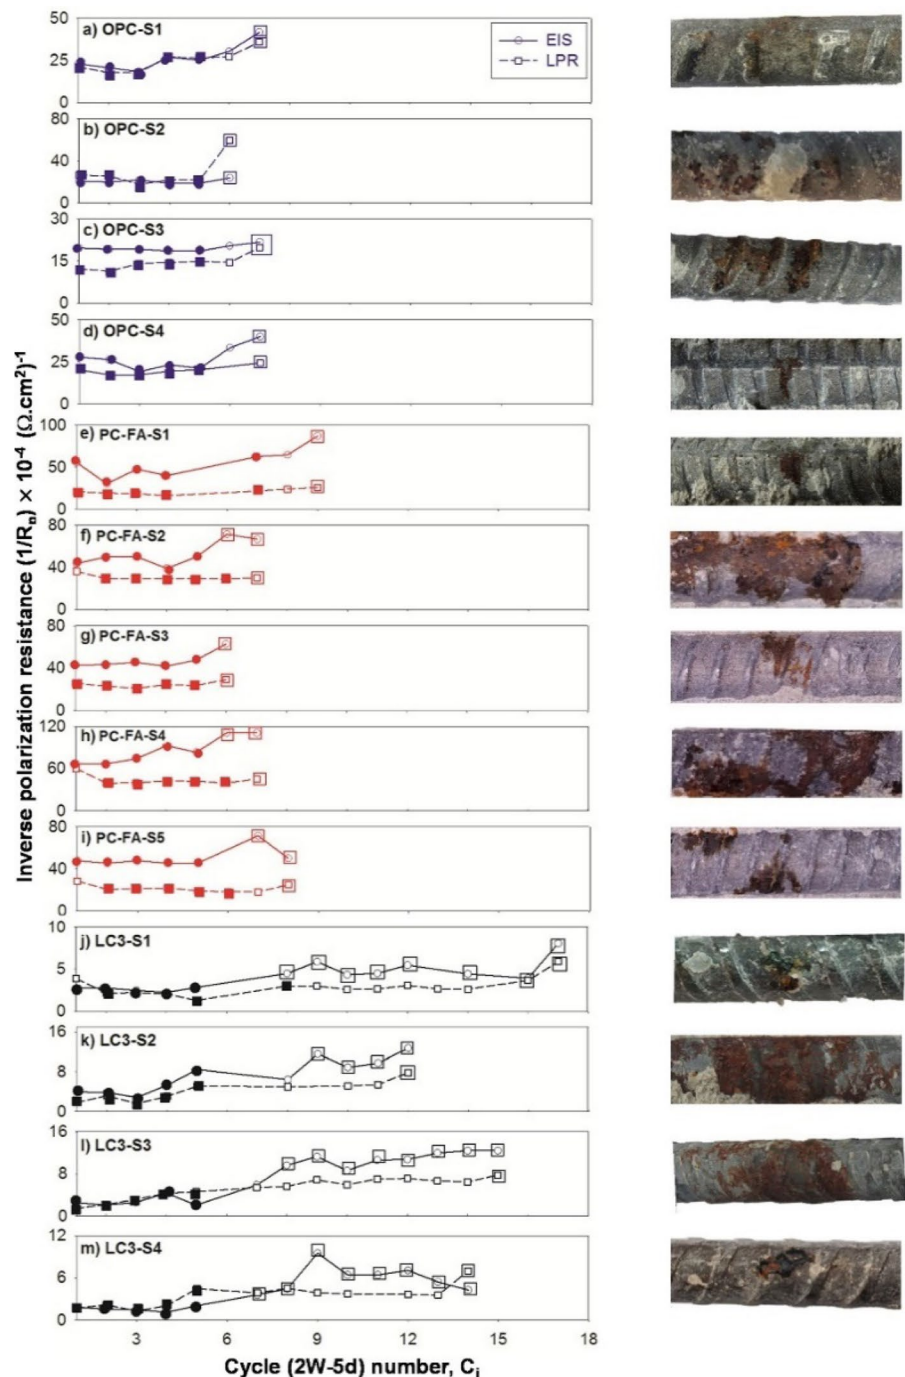 a) OPC-S1
50
25
0
EIS
LPR
b) OPC-S2
80
40
0
c) OPC-S3
30
15
0
d) OPC-S4
50
25
0
e) PC-FA-S1
100
50
0
f) PC-FA-S2
80
40
0
g) PC-FA-S3
80
40
0
h) PC-FA-S4
120
60
0
i) PC-FA-S5
80
40
0
j) LC3-S1
10
5
0
k) LC3-S2
16
8
0
l) LC3-S3
16
8
0
m) LC3-S4
12
6
0
3 6 9 12 15 18
Cycle (2W-5d) number, Cᵢ
Inverse polarization resistance (1/Rₙ) × 10⁻⁴ (Ω.cm²)⁻¹